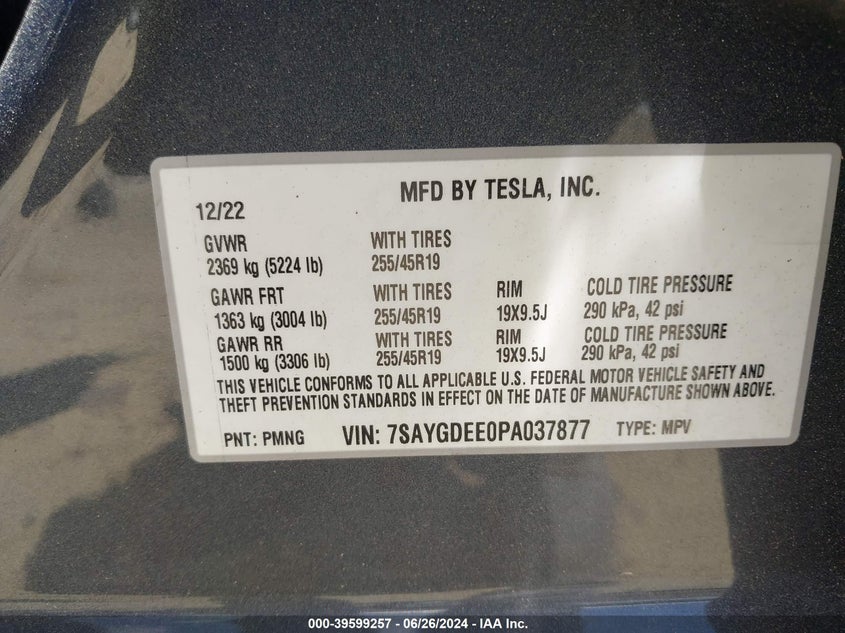 MFD BY TESLA, INC.
12/22
GVWR WITH TIRES
2369 kg (5224 lb) 255/45R19
GAWR FRT WITH TIRES RIM COLD TIRE PRESSURE
1363 kg (3004 lb) 255/45R19 19X9.5J 290 kPa, 42 psi
GAWR RR WITH TIRES RIM COLD TIRE PRESSURE
1500 kg (3306 lb) 255/45R19 19X9.5J 290 kPa, 42 psi
THIS VEHICLE CONFORMS TO ALL APPLICABLE U.S. FEDERAL MOTOR VEHICLE SAFETY AND
THEFT PREVENTION STANDARDS IN EFFECT ON THE DATE OF MANUFACTURE SHOWN ABOVE.
PNT: PMNG VIN: 7SAYGDEE0PA037877 TYPE: MPV
000-39599257 - 06/26/2024 - IAA Inc.